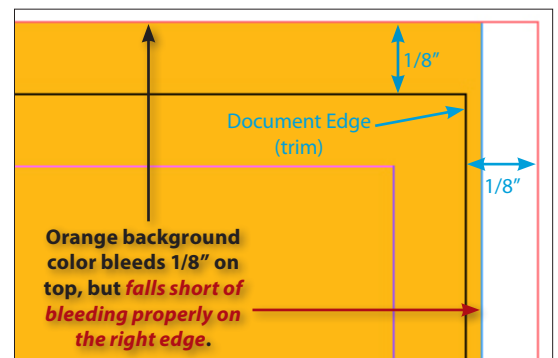 1/8”
Document Edge
(trim)
1/8”
Orange background
color bleeds 1/8” on
top, but falls short of
bleeding properly on
the right edge.